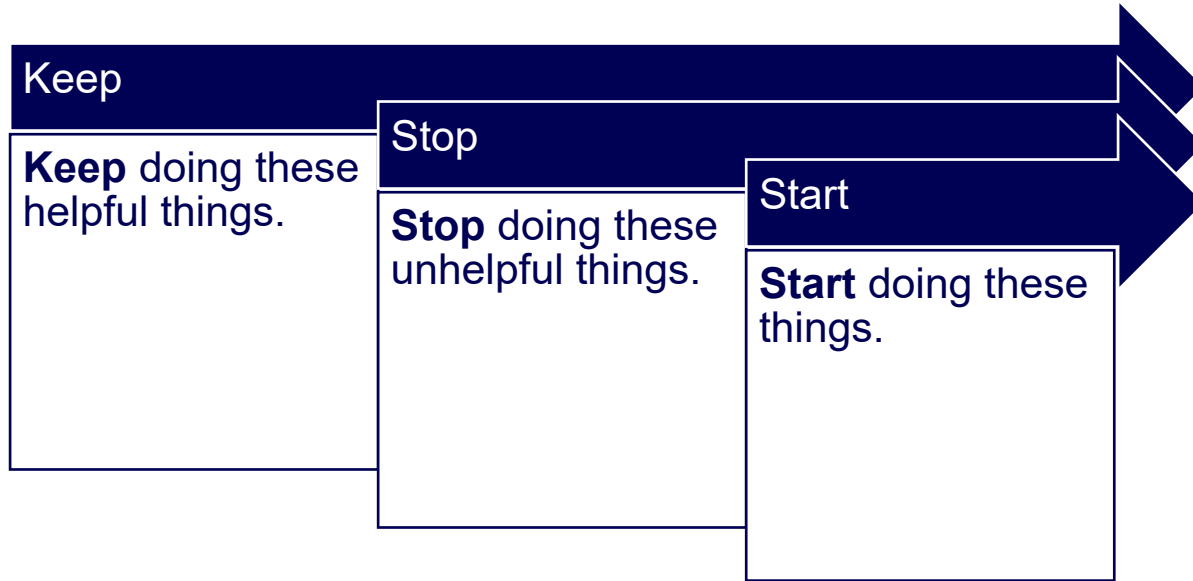 Keep
Keep doing these
helpful things.
Stop
Stop doing these
unhelpful things.
Start
Start doing these
things.